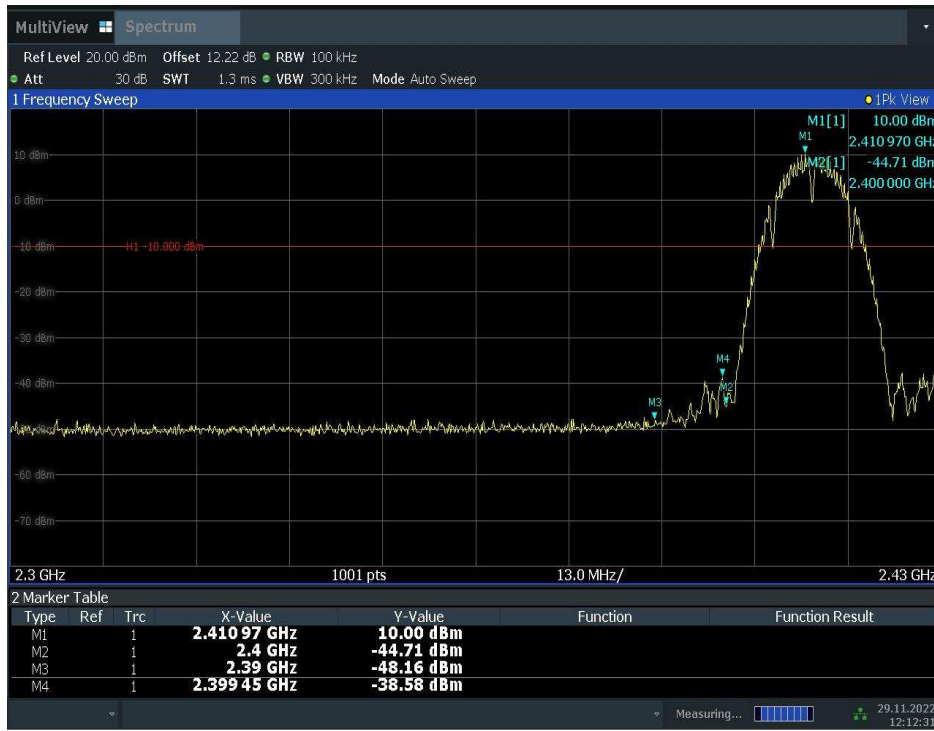 MultiView Spectrum
Ref Level 20.00 dBm Offset 12.22 dB RBW 100 kHz
Att 30 dB SWT 1.3 ms VBW 300 kHz Mode Auto Sweep
1 Frequency Sweep 1Pk View
M1[1] 10.00 dBm
M1 2.410 970 GHz
10 dBm M2[1] -44.71 dBm
2.400 000 GHz
0 dBm
-10 dBm H1 -10.000 dBm
-20 dBm
-30 dBm
M4
-40 dBm M2
M3
-60 dBm
-70 dBm
2.3 GHz 1001 pts 13.0 MHz/ 2.43 GHz
2 Marker Table
Type Ref Trc X-Value Y-Value Function Function Result
M1 1 2.410 97 GHz 10.00 dBm
M2 1 2.4 GHz -44.71 dBm
M3 1 2.39 GHz -48.16 dBm
M4 1 2.399 45 GHz -38.58 dBm
Measuring... 29.11.2022
12:12:31